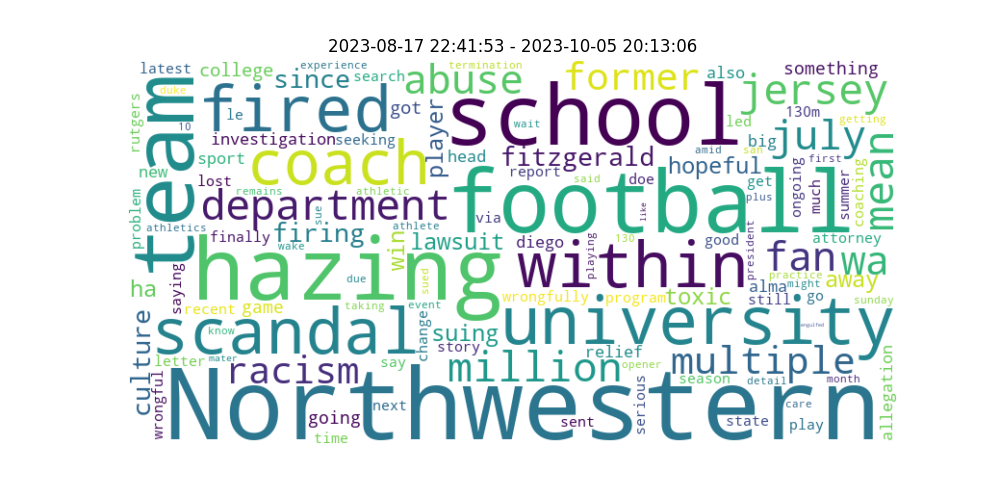 2023-08-17 22:41:53 - 2023-10-05 20:13:06
latest
college
since
experience
search
termination
abuse
former
also
something
duke
team
rutgers
fired
le
got
player
school
wait
led
jersey
130m
getting
10
investigation
seeking
big
july
amid
san
first
sport
coach
head
fitzgerald
report
hopeful
ongoing
much
summer
coaching
mean
new
lost
remains
athletic
said
doe
get
plus
problem
department
football
like
via
athletics
sue
athlete
firing
finally
wake
win
lawsuit
diego
playing
130
good
president
attorney
fan
wa
saying
hazing
within
practice
ha
due
sued
toxic
alma
might
away
recent
game
taking
event
wrongfully
program
still
go
sunday
culture
scandal
know
change
suing
university
engulfed
story
relief
letter
mater
racism
say
million
opener
multiple
wrongful
season
detail
month
allegation
Northwestern
next
serious
care
going
sent
state
play
time